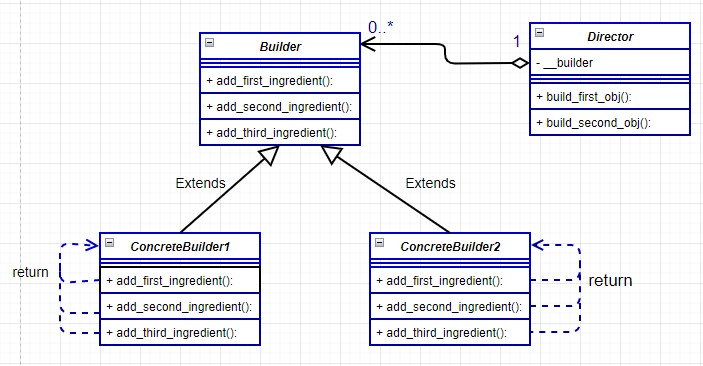 0..*
1
Builder
+ add_first_ingredient():
+ add_second_ingredient():
+ add_third_ingredient():
Director
- __builder
+ build_first_obj():
+ build_second_obj():
Extends
Extends
ConcreteBuilder1
+ add_first_ingredient():
+ add_second_ingredient():
+ add_third_ingredient():
return
ConcreteBuilder2
+ add_first_ingredient():
+ add_second_ingredient():
+ add_third_ingredient():
return